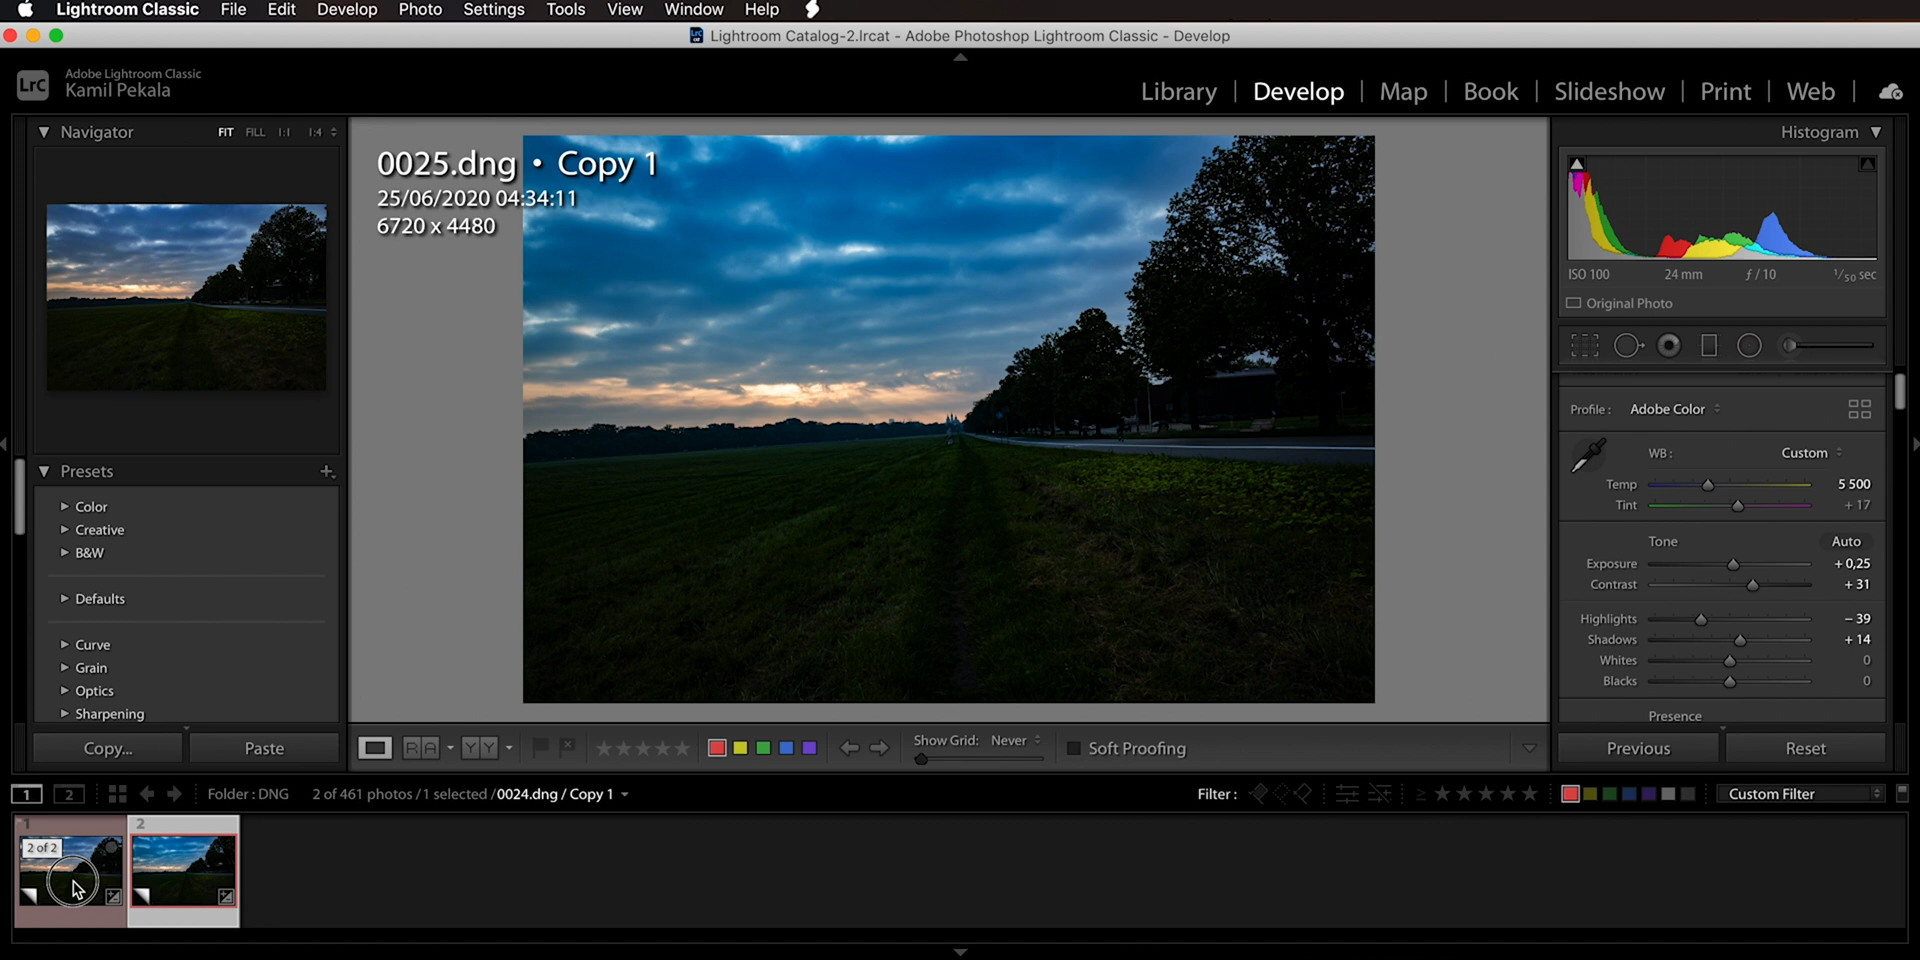 Lightroom Classic File Edit Develop Photo Settings Tools View Window Help
Lightroom Catalog-2.lrcat - Adobe Photoshop Lightroom Classic - Develop
LrC
Adobe Lightroom Classic
Kamil Pekala
Library | Develop | Map | Book | Slideshow | Print | Web |
Navigator FIT FILL 1:1 1:4
Histogram
0025.dng • Copy 1
25/06/2020 04:34:11
6720 x 4480
ISO 100 24 mm ƒ / 10 1/50 sec
Original Photo
Profile : Adobe Color
WB : Custom
Temp 5 500
Tint + 17
Tone Auto
Exposure + 0,25
Contrast + 31
Highlights − 39
Shadows + 14
Whites 0
Blacks 0
Presence
Presets
Color
Creative
B&W
Defaults
Curve
Grain
Optics
Sharpening
Copy... Paste
R A Y Y Show Grid: Never Soft Proofing
Previous Reset
1 2 Folder : DNG 2 of 461 photos / 1 selected / 0024.dng / Copy 1 Filter : ≥ Custom Filter
1 2
2 of 2